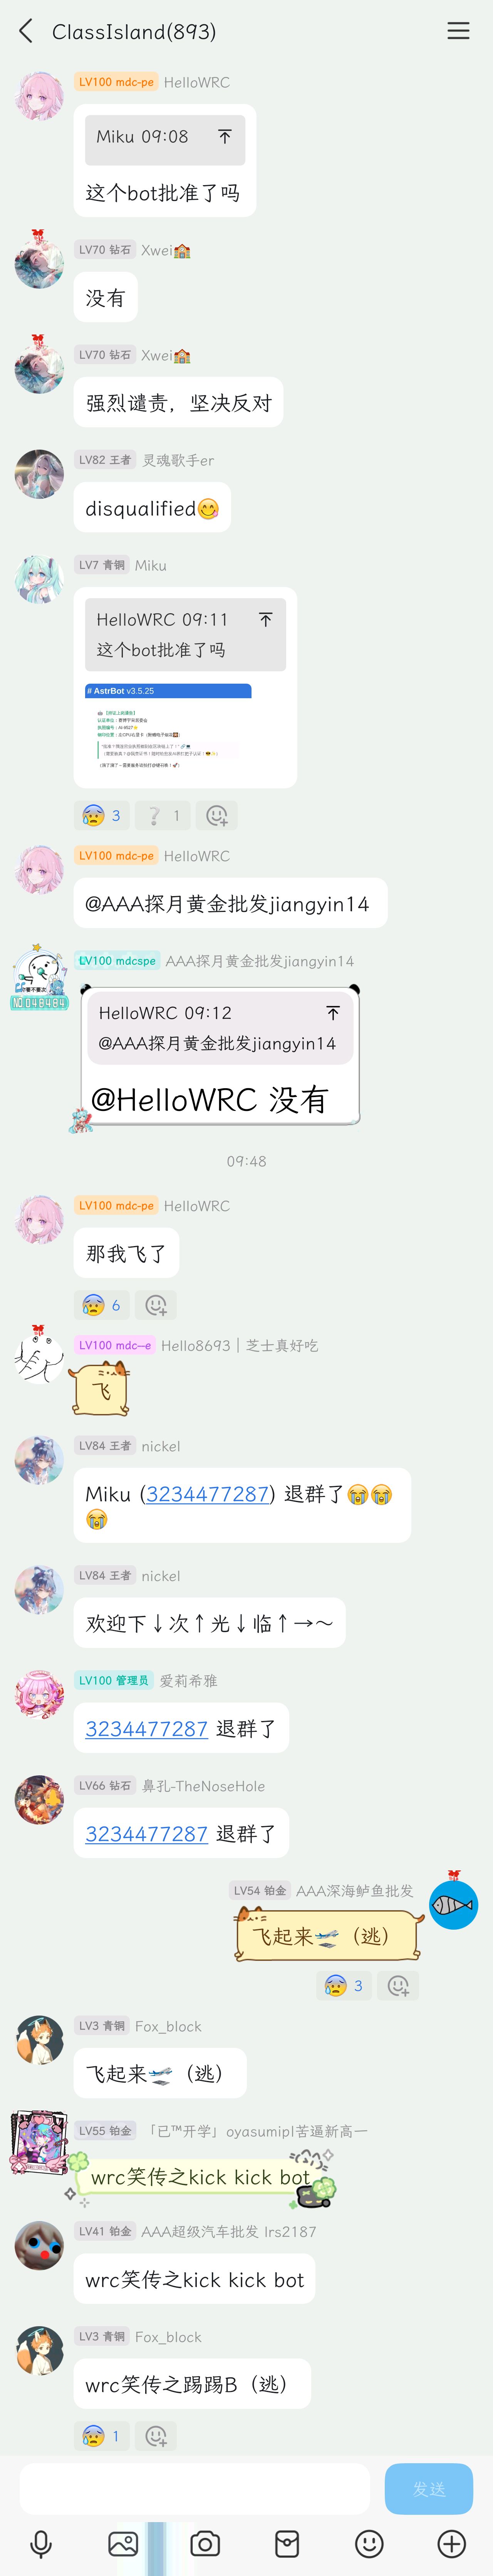 ClassIsland(893)
LV100 mdc-pe HelloWRC
Miku 09:08
这个bot批准了吗
LV70 钻石 Xwei🏫
没有
LV70 钻石 Xwei🏫
强烈谴责，坚决反对
LV82 王者 灵魂歌手er
disqualified😋
LV7 青铜 Miku
HelloWRC 09:11
这个bot批准了吗
# AstrBot v3.5.25
3
❔ 1
LV100 mdc-pe HelloWRC
@AAA探月黄金批发jiangyin14
LV100 mdcspe AAA探月黄金批发jiangyin14
HelloWRC 09:12
@AAA探月黄金批发jiangyin14
@HelloWRC 没有
NO 048484
09:48
LV100 mdc-pe HelloWRC
那我飞了
6
LV100 mdc--e Hello8693｜芝士真好吃
飞
LV84 王者 nickel
Miku (3234477287) 退群了😭😭
😭
LV84 王者 nickel
欢迎下↓次↑光↓临↑→～
LV100 管理员 爱莉希雅
3234477287 退群了
LV66 钻石 鼻孔-TheNoseHole
3234477287 退群了
LV54 铂金 AAA深海鲈鱼批发
飞起来🛫（逃）
3
LV3 青铜 Fox_block
飞起来🛫（逃）
LV55 铂金 「已™开学」oyasumipl苦逼新高一
wrc笑传之kick kick bot
LV41 铂金 AAA超级汽车批发 lrs2187
wrc笑传之kick kick bot
LV3 青铜 Fox_block
wrc笑传之踢踢B（逃）
1
发送